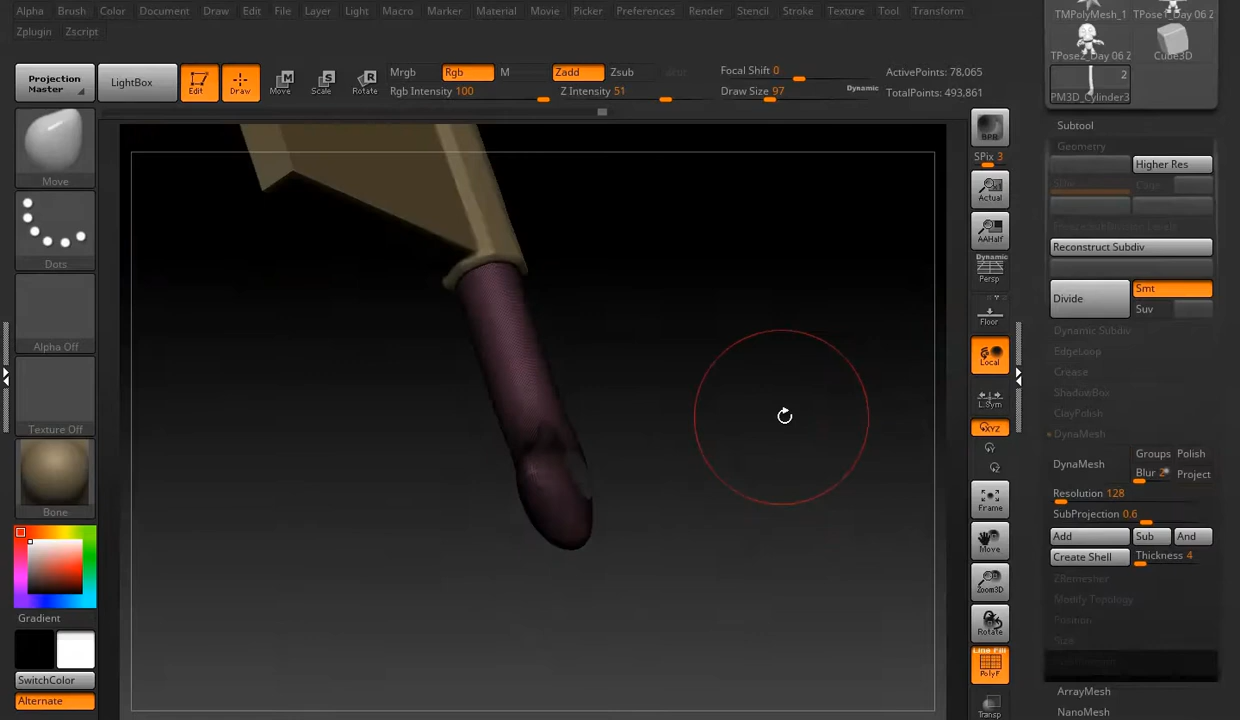 Alpha Brush Color Document Draw Edit File Layer Light Macro Marker Material Movie Picker Preferences Render Stencil Stroke Texture Tool Transform
Zplugin Zscript
TMPolyMesh_1 TPose1_Day 06 2
TPose2_Day 06 2 Cube3D
2
PM3D_Cylinder3
Projection
Master
LightBox
Edit
Draw
Move
Scale
Rotate
Mrgb Rgb M
Rgb Intensity 100
Zadd Zsub
Z Intensity 51
Focal Shift 0
Draw Size 97
Dynamic
ActivePoints: 78,065
TotalPoints: 493,861
Move
Dots
Alpha Off
Texture Off
Bone
Gradient
SwitchColor
Alternate
BPR
SPix 3
Actual
AAHalf
Dynamic
Persp
Floor
Local
L.Sym
XYZ
Frame
Move
Zoom3D
Rotate
Line Fill
PolyF
Transp
Subtool
Geometry
Higher Res
Reconstruct Subdiv
Divide
Smt
Suv
Dynamic Subdiv
EdgeLoop
Crease
ShadowBox
ClayPolish
DynaMesh
DynaMesh
Groups Polish
Blur 2 Project
Resolution 128
SubProjection 0.6
Add Sub And
Create Shell Thickness 4
ZRemesher
Modify Topology
Position
Size
ArrayMesh
NanoMesh